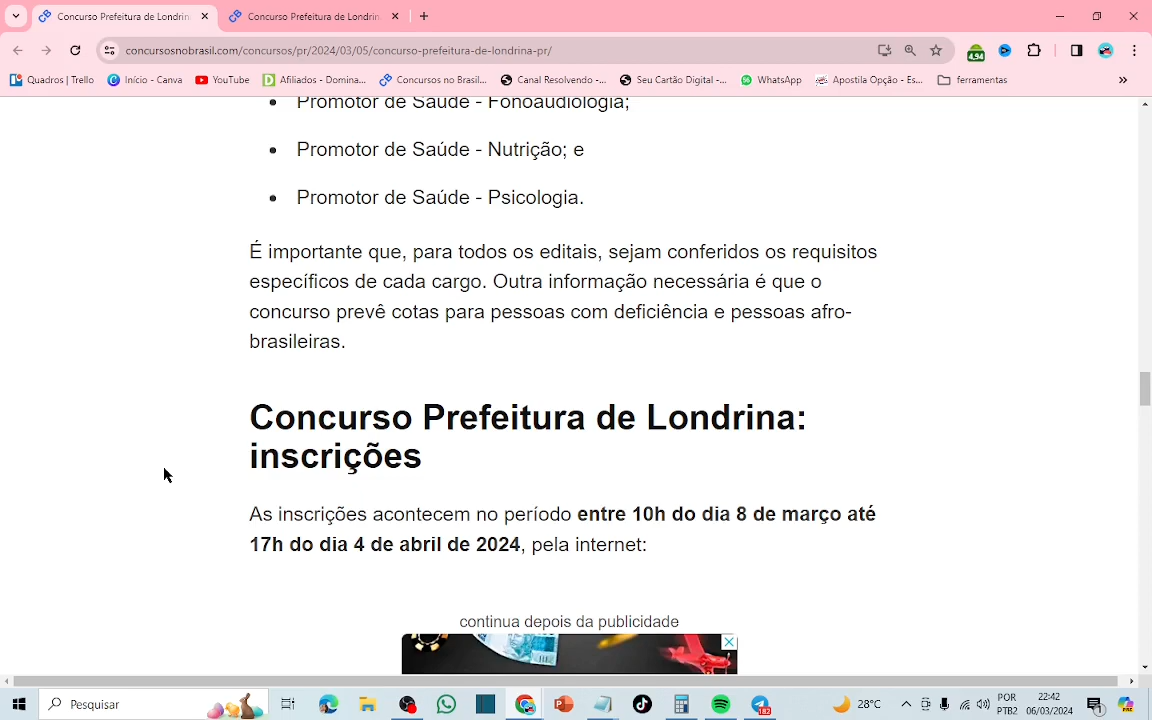 Concurso Prefeitura de Londrin
Concurso Prefeitura de Londrin
concursosnobrasil.com/concursos/pr/2024/03/05/concurso-prefeitura-de-londrina-pr/
4,94
Quadros | Trello
Início - Canva
YouTube
Afiliados - Domina...
Concursos no Brasil...
Canal Resolvendo -...
Seu Cartão Digital -...
WhatsApp
Apostila Opção - Es...
ferramentas
Promotor de Saúde - Fonoaudiologia;
Promotor de Saúde - Nutrição; e
Promotor de Saúde - Psicologia.
É importante que, para todos os editais, sejam conferidos os requisitos
específicos de cada cargo. Outra informação necessária é que o
concurso prevê cotas para pessoas com deficiência e pessoas afro-
brasileiras.
Concurso Prefeitura de Londrina:
inscrições
As inscrições acontecem no período entre 10h do dia 8 de março até
17h do dia 4 de abril de 2024, pela internet:
continua depois da publicidade
Pesquisar
182
28°C
POR
PTB2
22:42
06/03/2024
1